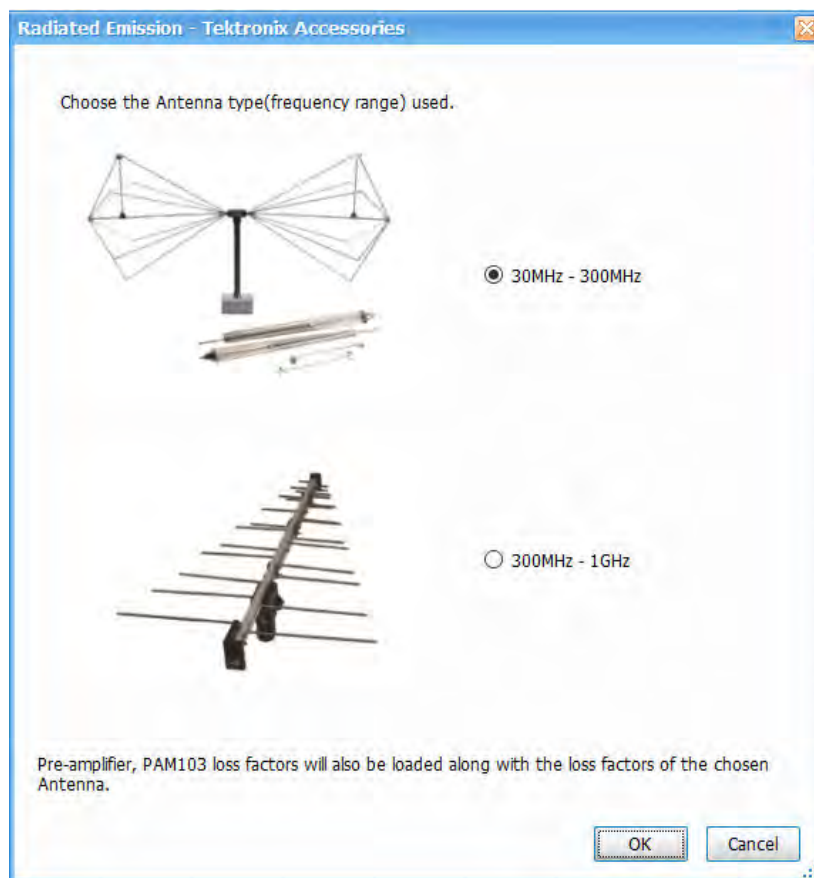 Radiated Emission - Tektronix Accessories
Choose the Antenna type(frequency range) used.
30MHz - 300MHz
300MHz - 1GHz
Pre-amplifier, PAM103 loss factors will also be loaded along with the loss factors of the chosen
Antenna.
OK
Cancel